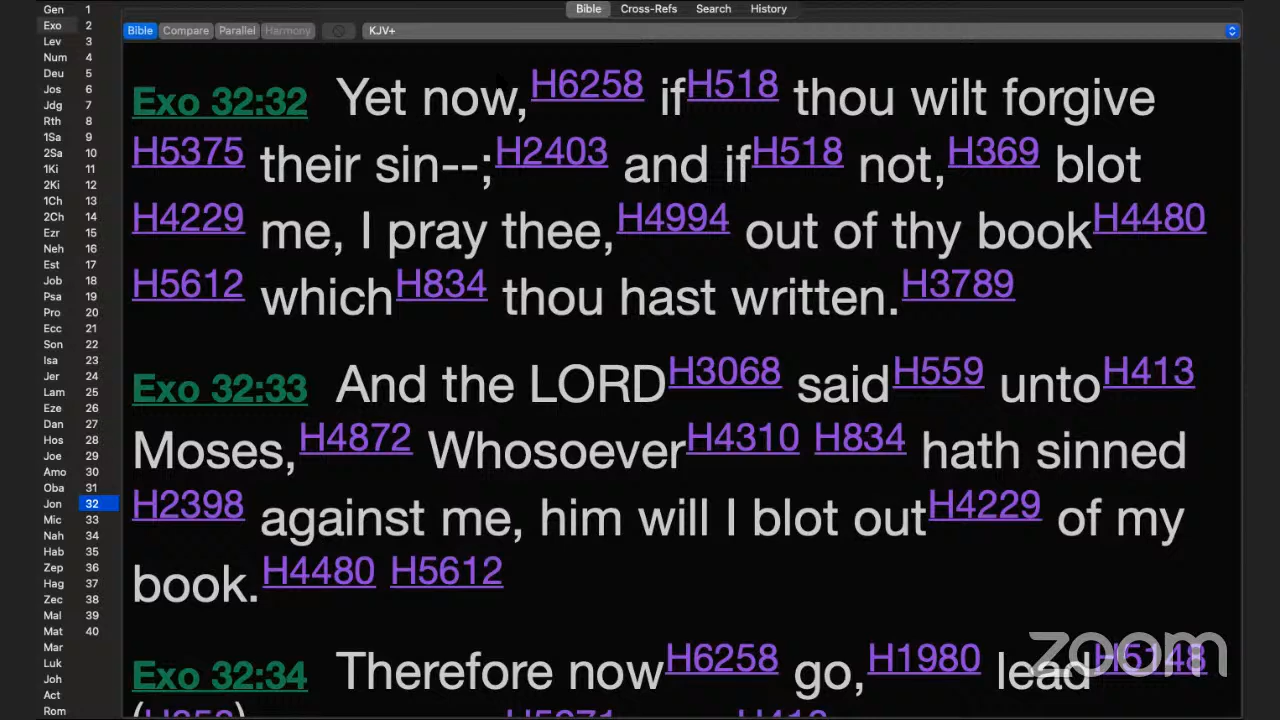 Bible Cross-Refs Search History
Bible Compare Parallel Harmony KJV+
Gen 1
Exo 2
Lev 3
Num 4
Deu 5
Jos 6
Jdg 7
Rth 8
1Sa 9
2Sa 10
1Ki 11
2Ki 12
1Ch 13
2Ch 14
Ezr 15
Neh 16
Est 17
Job 18
Psa 19
Pro 20
Ecc 21
Son 22
Isa 23
Jer 24
Lam 25
Eze 26
Dan 27
Hos 28
Joe 29
Amo 30
Oba 31
Jon 32
Mic 33
Nah 34
Hab 35
Zep 36
Hag 37
Zec 38
Mal 39
Mat 40
Mar
Luk
Joh
Act
Rom
Exo 32:32 Yet now,H6258 ifH518 thou wilt forgive
H5375 their sin--;H2403 and ifH518 not,H369 blot
H4229 me, I pray thee,H4994 out of thy bookH4480
H5612 whichH834 thou hast written.H3789
Exo 32:33 And the LORDH3068 saidH559 untoH413
Moses,H4872 WhosoeverH4310 H834 hath sinned
H2398 against me, him will I blot outH4229 of my
book.H4480 H5612
Exo 32:34 Therefore nowH6258 go,H1980 leadH5148
zoom